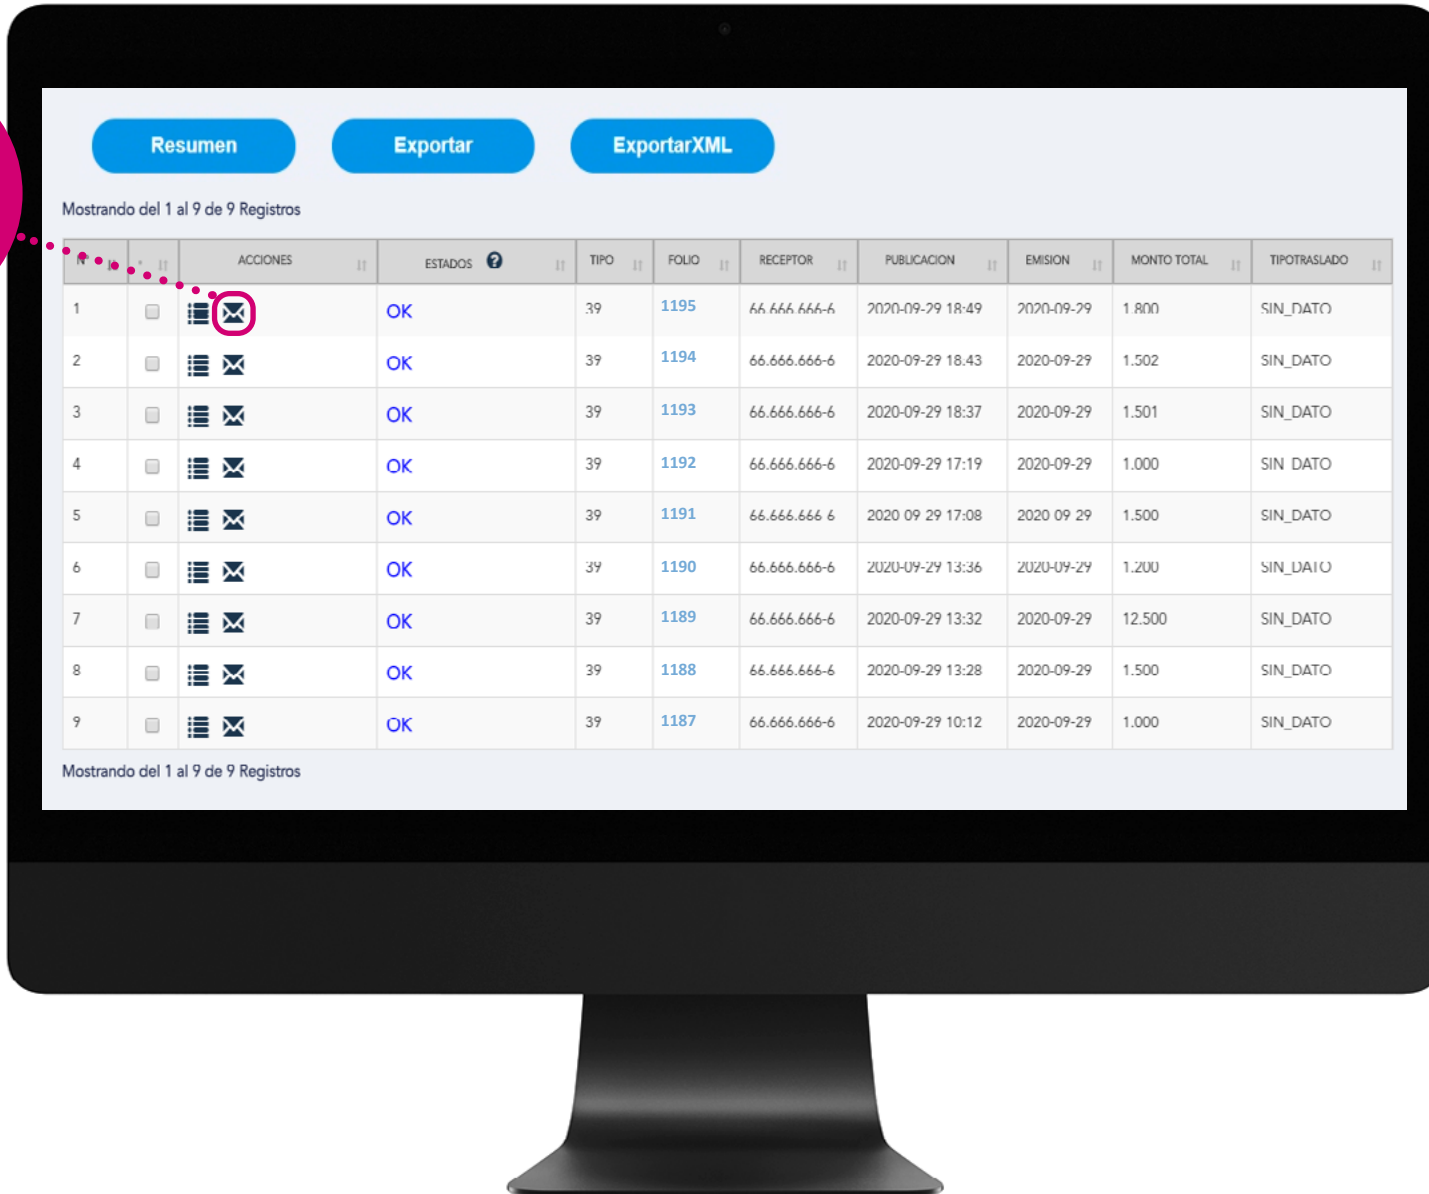 Resumen Exportar ExportarXML
Mostrando del 1 al 9 de 9 Registros
N° * ACCIONES ESTADOS ? TIPO FOLIO RECEPTOR PUBLICACION EMISION MONTO TOTAL TIPOTRASLADO
1 OK 39 1195 66.666.666-6 2020-09-29 18:49 2020-09-29 1.800 SIN_DATO
2 OK 39 1194 66.666.666-6 2020-09-29 18:43 2020-09-29 1.502 SIN_DATO
3 OK 39 1193 66.666.666-6 2020-09-29 18:37 2020-09-29 1.501 SIN_DATO
4 OK 39 1192 66.666.666-6 2020-09-29 17:19 2020-09-29 1.000 SIN DATO
5 OK 39 1191 66.666.666 6 2020 09 29 17:08 2020 09 29 1.500 SIN_DATO
6 OK 39 1190 66.666.666-6 2020-09-29 13:36 2020-09-29 1.200 SIN_DATO
7 OK 39 1189 66.666.666-6 2020-09-29 13:32 2020-09-29 12.500 SIN_DATO
8 OK 39 1188 66.666.666-6 2020-09-29 13:28 2020-09-29 1.500 SIN_DATO
9 OK 39 1187 66.666.666-6 2020-09-29 10:12 2020-09-29 1.000 SIN_DATO
Mostrando del 1 al 9 de 9 Registros